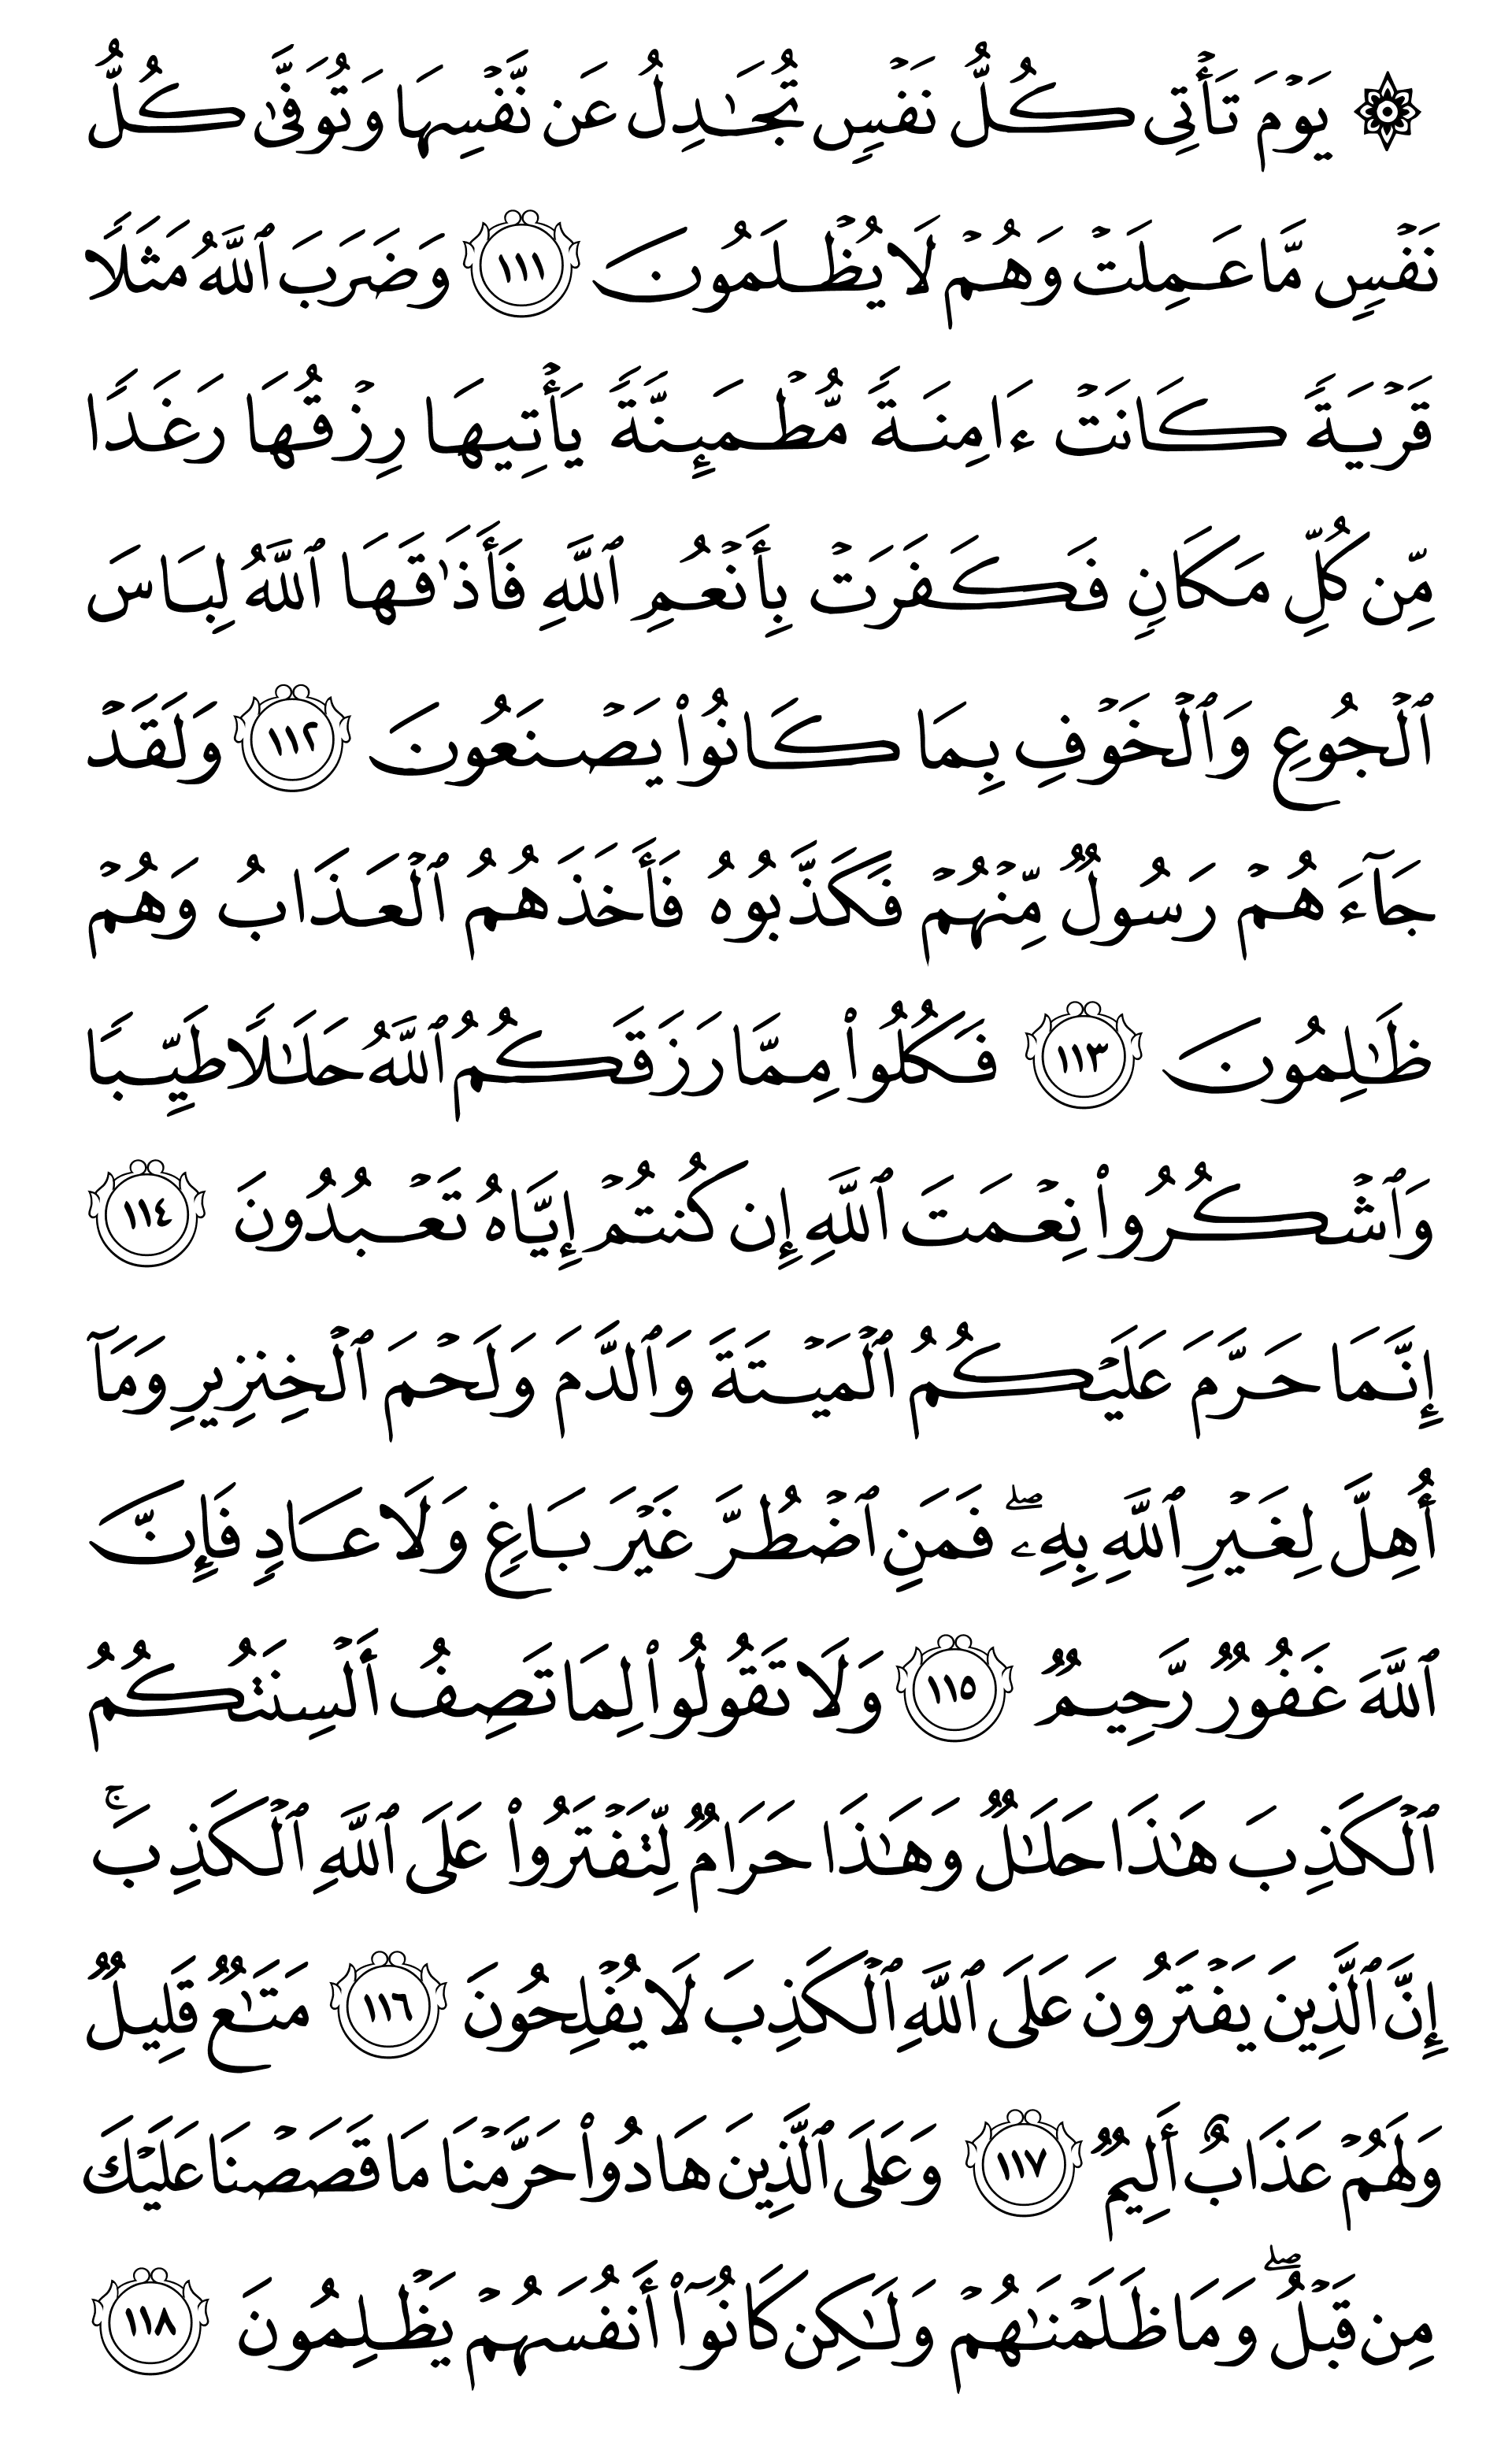 ۞ يَوۡمَ تَأۡتِي كُلُّ نَفۡسٖ تُجَٰدِلُ عَن نَّفۡسِهَا وَتُوَفَّىٰ كُلُّ
نَفۡسٖ مَّا عَمِلَتۡ وَهُمۡ لَا يُظۡلَمُونَ ١١١ وَضَرَبَ ٱللَّهُ مَثَلٗا
قَرۡيَةٗ كَانَتۡ ءَامِنَةٗ مُّطۡمَئِنَّةٗ يَأۡتِيهَا رِزۡقُهَا رَغَدٗا
مِّن كُلِّ مَكَانٖ فَكَفَرَتۡ بِأَنۡعُمِ ٱللَّهِ فَأَذَٰقَهَا ٱللَّهُ لِبَاسَ
ٱلۡجُوعِ وَٱلۡخَوۡفِ بِمَا كَانُواْ يَصۡنَعُونَ ١١٢ وَلَقَدۡ
جَآءَهُمۡ رَسُولٞ مِّنۡهُمۡ فَكَذَّبُوهُ فَأَخَذَهُمُ ٱلۡعَذَابُ وَهُمۡ
ظَٰلِمُونَ ١١٣ فَكُلُواْ مِمَّا رَزَقَكُمُ ٱللَّهُ حَلَٰلٗا طَيِّبٗا
وَٱشۡكُرُواْ نِعۡمَتَ ٱللَّهِ إِن كُنتُمۡ إِيَّاهُ تَعۡبُدُونَ ١١٤
إِنَّمَا حَرَّمَ عَلَيۡكُمُ ٱلۡمَيۡتَةَ وَٱلدَّمَ وَلَحۡمَ ٱلۡخِنزِيرِ وَمَآ
أُهِلَّ لِغَيۡرِ ٱللَّهِ بِهِۦۖ فَمَنِ ٱضۡطُرَّ غَيۡرَ بَاغٖ وَلَا عَادٖ فَإِنَّ
ٱللَّهَ غَفُورٞ رَّحِيمٞ ١١٥ وَلَا تَقُولُواْ لِمَا تَصِفُ أَلۡسِنَتُكُمُ
ٱلۡكَذِبَ هَٰذَا حَلَٰلٞ وَهَٰذَا حَرَامٞ لِّتَفۡتَرُواْ عَلَى ٱللَّهِ ٱلۡكَذِبَۚ
إِنَّ ٱلَّذِينَ يَفۡتَرُونَ عَلَى ٱللَّهِ ٱلۡكَذِبَ لَا يُفۡلِحُونَ ١١٦ مَتَٰعٞ قَلِيلٞ
وَلَهُمۡ عَذَابٌ أَلِيمٞ ١١٧ وَعَلَى ٱلَّذِينَ هَادُواْ حَرَّمۡنَا مَا قَصَصۡنَا عَلَيۡكَ
مِن قَبۡلُۖ وَمَا ظَلَمۡنَٰهُمۡ وَلَٰكِن كَانُوٓاْ أَنفُسَهُمۡ يَظۡلِمُونَ ١١٨